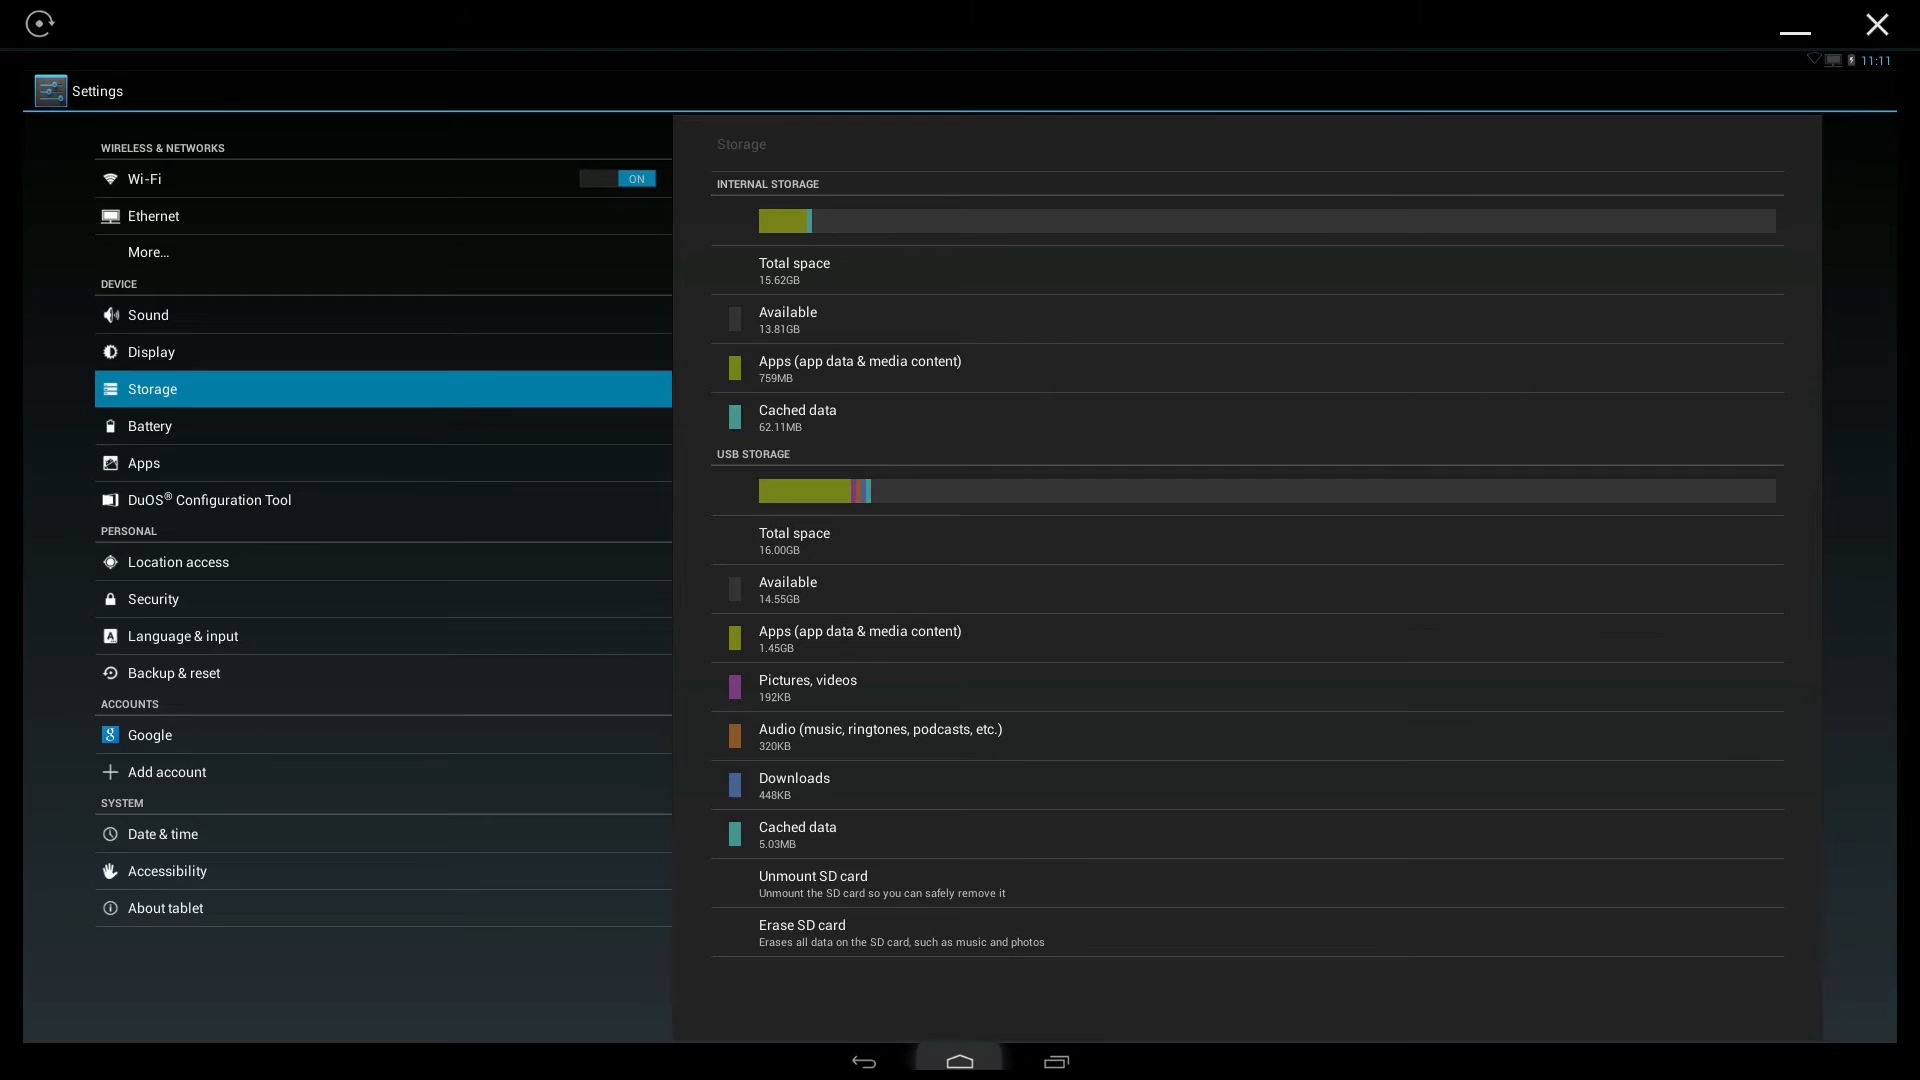 11:11
Settings
WIRELESS & NETWORKS
Wi-Fi
ON
Ethernet
More...
DEVICE
Sound
Display
Storage
Battery
Apps
DuOS® Configuration Tool
PERSONAL
Location access
Security
Language & input
Backup & reset
ACCOUNTS
Google
Add account
SYSTEM
Date & time
Accessibility
About tablet
Storage
INTERNAL STORAGE
Total space
15.62GB
Available
13.81GB
Apps (app data & media content)
759MB
Cached data
62.11MB
USB STORAGE
Total space
16.00GB
Available
14.55GB
Apps (app data & media content)
1.45GB
Pictures, videos
192KB
Audio (music, ringtones, podcasts, etc.)
320KB
Downloads
448KB
Cached data
5.03MB
Unmount SD card
Unmount the SD card so you can safely remove it
Erase SD card
Erases all data on the SD card, such as music and photos